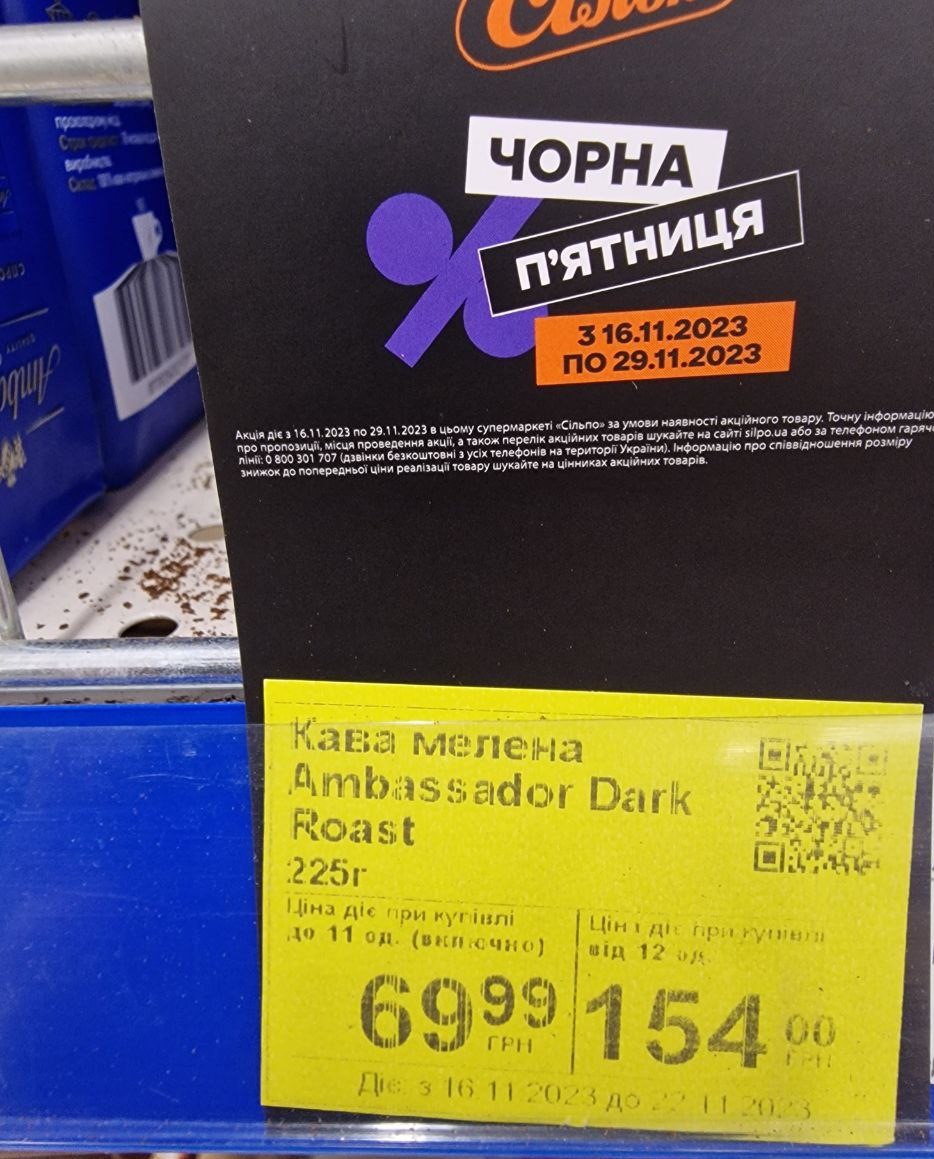 Сільпо
ЧОРНА
П'ЯТНИЦЯ
З 16.11.2023
ПО 29.11.2023
Акція діє з 16.11.2023 по 29.11.2023 в цьому супермаркеті «Сільпо» за умови наявності акційного товару. Точну інформацію
про пропозиції, місця проведення акції, а також перелік акційних товарів шукайте на сайті silpo.ua або за телефоном гарячо
лінії: 0 800 301 707 (дзвінки безкоштовні з усіх телефонів на території України). Інформацію про співвідношення розміру
знижок до попередньої ціни реалізації товару шукайте на цінниках акційних товарів.
Кава мелена
Ambassador Dark
Roast
225г
Ціна діє при купівлі
до 11 од. (включно)
69 99
ГРН
Ціна діє при купівлі
від 12 од.
154 00
ГРН
Діє: з 16.11.2023 до 22.11.2023